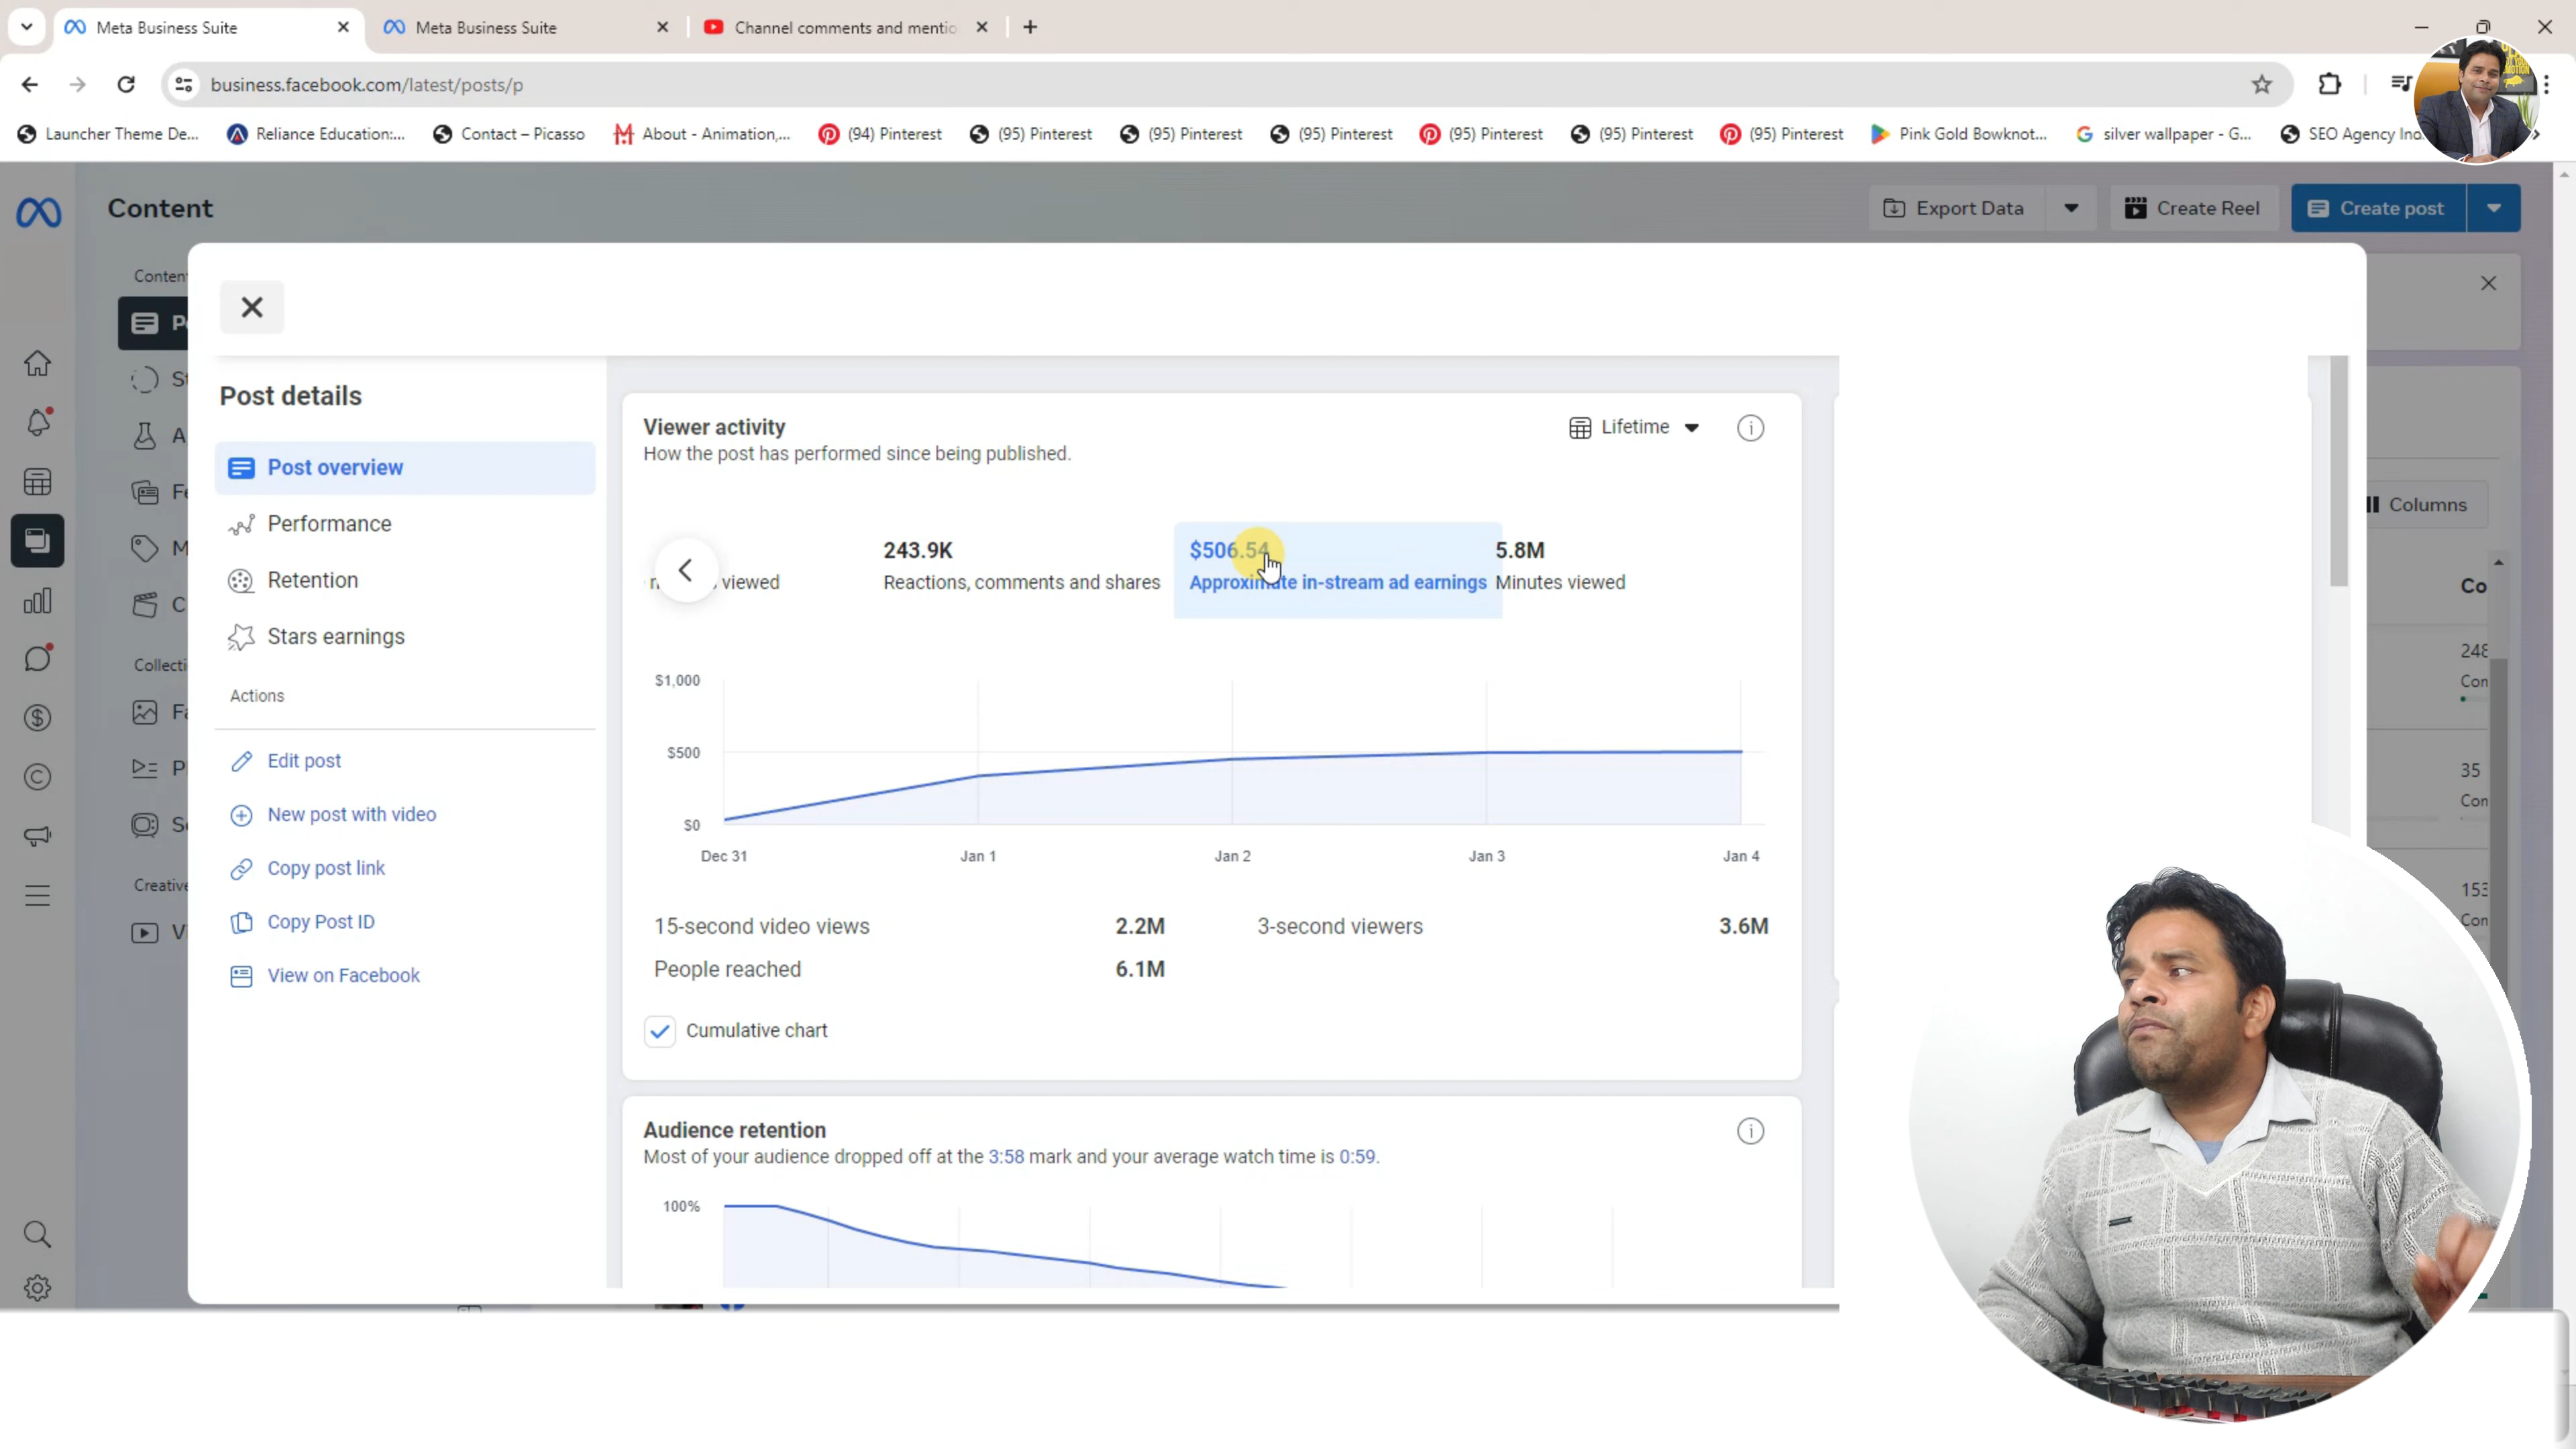 Meta Business Suite
Meta Business Suite
Channel comments and mentio
business.facebook.com/latest/posts/p
Launcher Theme De...
Reliance Education:...
Contact – Picasso
About - Animation,...
(94) Pinterest
(95) Pinterest
(95) Pinterest
(95) Pinterest
(95) Pinterest
(95) Pinterest
(95) Pinterest
Pink Gold Bowknot...
silver wallpaper - G...
SEO Agency Ind
Content
Export Data
Create Reel
Create post
Columns
Post details
Post overview
Performance
Retention
Stars earnings
Actions
Edit post
New post with video
Copy post link
Copy Post ID
View on Facebook
Viewer activity
Lifetime
How the post has performed since being published.
viewed
243.9K
Reactions, comments and shares
$506.54
Approximate in-stream ad earnings
5.8M
Minutes viewed
$1,000
$500
$0
Dec 31 Jan 1 Jan 2 Jan 3 Jan 4
15-second video views 2.2M 3-second viewers 3.6M
People reached 6.1M
Cumulative chart
Audience retention
Most of your audience dropped off at the 3:58 mark and your average watch time is 0:59.
100%
Co
248
Con
35
Con
153
Con